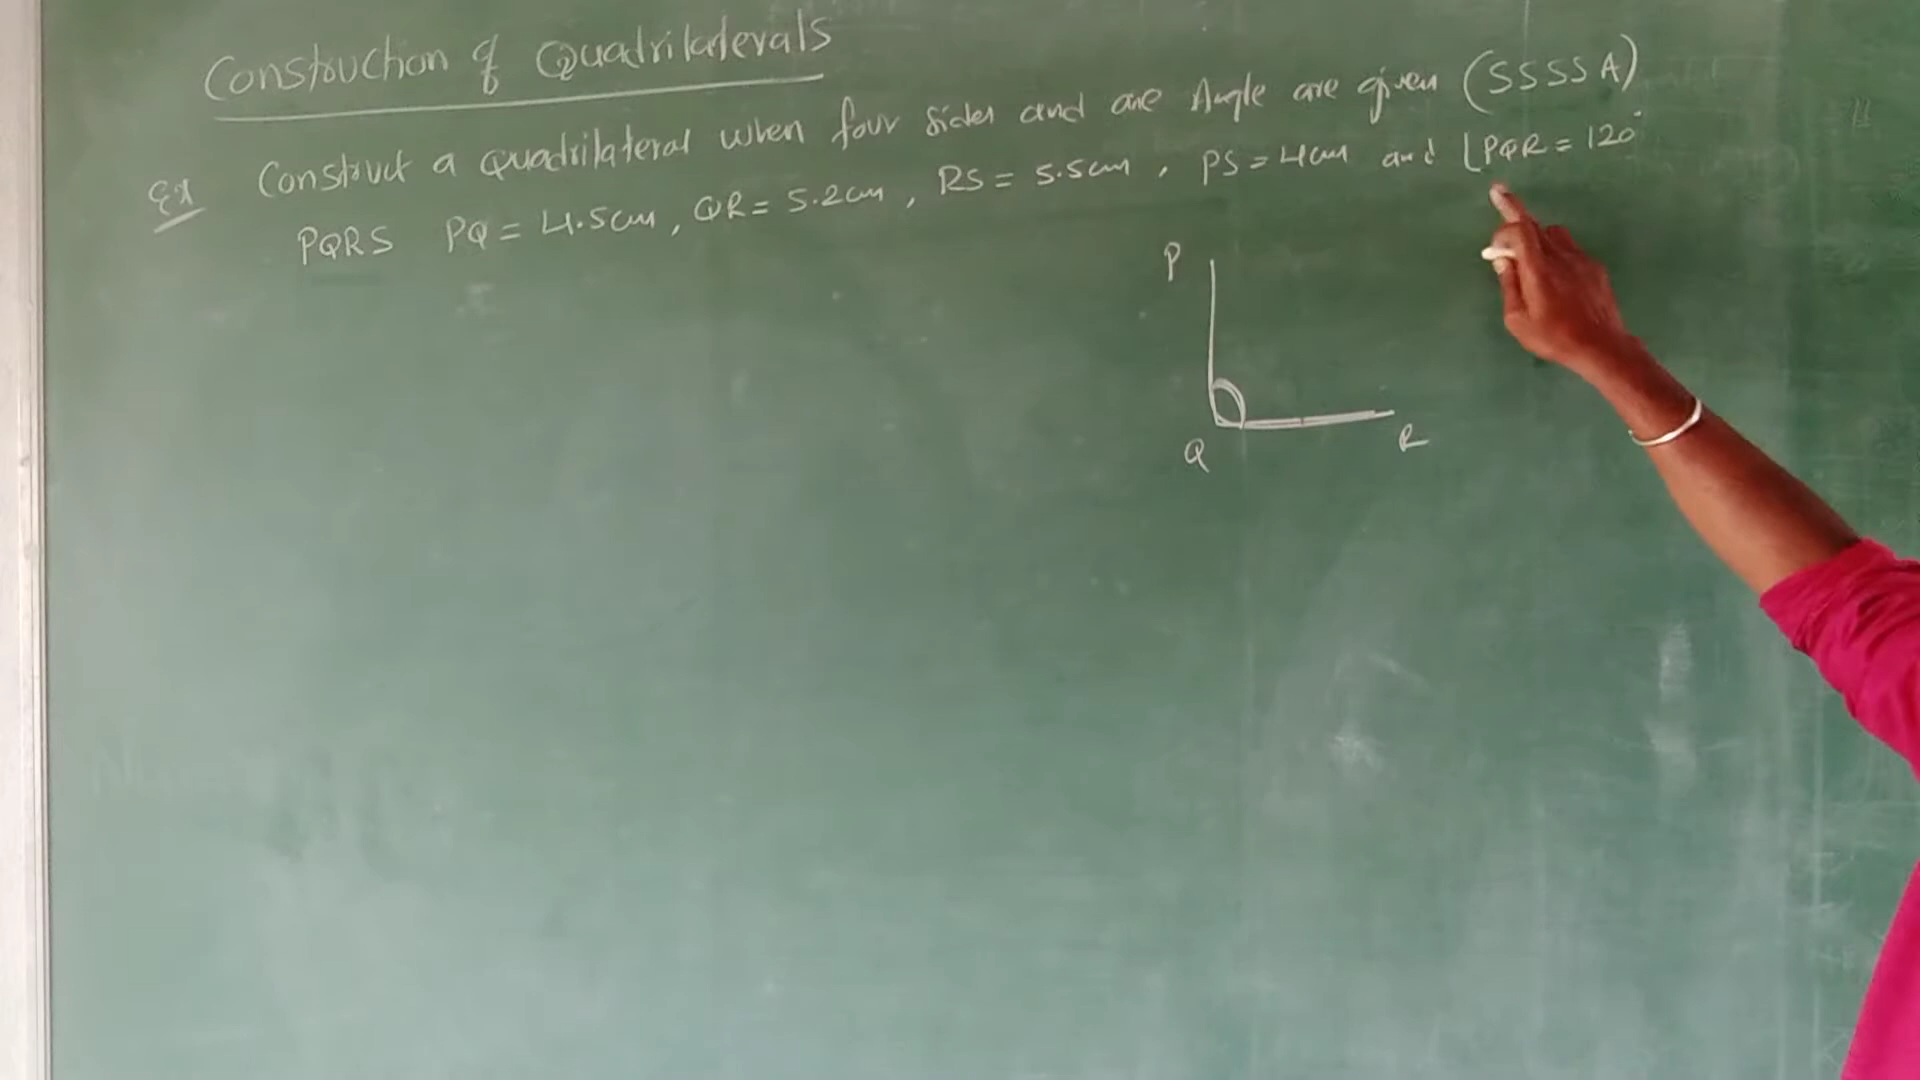 Construction of Quadrilaterals
Ex Construct a quadrilateral when four sides and one Angle are given (SSSSA)
PQRS PQ = 4.5cm, QR = 5.2cm, RS = 5.5cm, PS = 4cm and ⌊PQR = 120°
P
Q R